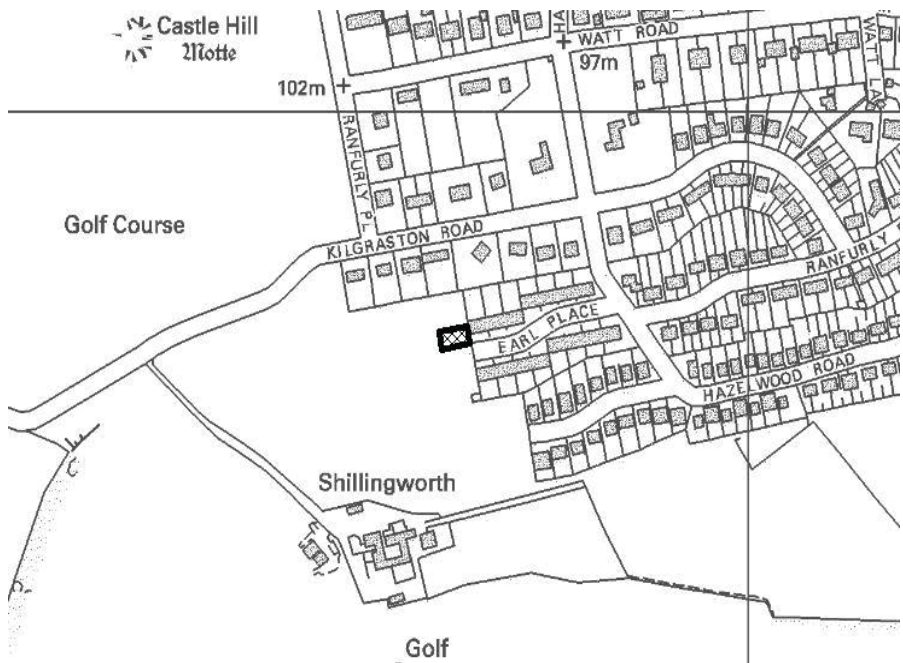 Castle Hill
Motte
WATT ROAD
97m
102m
RANFURLY PL
Golf Course
KILGRASTON ROAD
RANFURLY
EARL PLACE
HAZELWOOD ROAD
Shillingworth
Golf